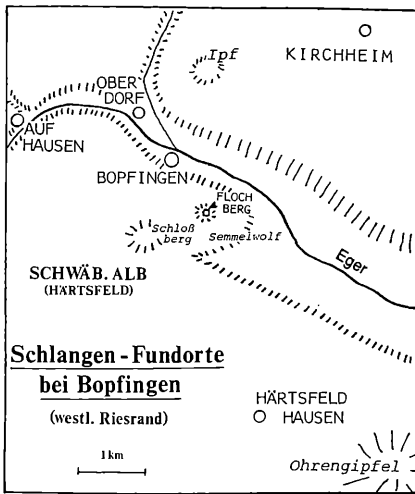 Ipf
KIRCHHEIM
OBER
DORF
AUF
HAUSEN
BOPFINGEN
FLOCH
BERG
Schloß
berg
Semmelwolf
Eger
SCHWÄB. ALB
(HÄRTSFELD)
Schlangen-Fundorte
bei Bopfingen
(westl. Riesrand)
1 km
HÄRTSFELD
HAUSEN
Ohrengipfel